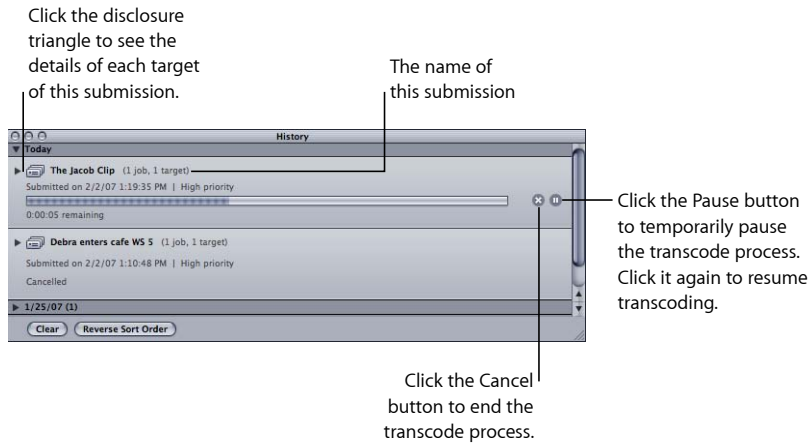 Click the disclosure
triangle to see the
details of each target
of this submission.
The name of
this submission
History
Today
The Jacob Clip (1 job, 1 target)
Submitted on 2/2/07 1:19:35 PM | High priority
0:00:05 remaining
Debra enters cafe WS 5 (1 job, 1 target)
Submitted on 2/2/07 1:10:48 PM | High priority
Cancelled
1/25/07 (1)
Clear Reverse Sort Order
Click the Pause button
to temporarily pause
the transcode process.
Click it again to resume
transcoding.
Click the Cancel
button to end the
transcode process.